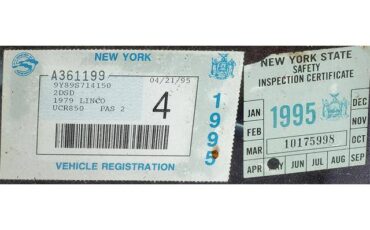 NEW YORK
A361199
04/21/95
9Y89S714150
2DSD
1979 LINCO
UCR850 PAS 2
4
1995
VEHICLE REGISTRATION
NEW YORK STATE
SAFETY
INSPECTION CERTIFICATE
JAN
FEB
MAR
APR
1995
10175998
DEC
NOV
OCT
MAY JUN JUL AUG SEP